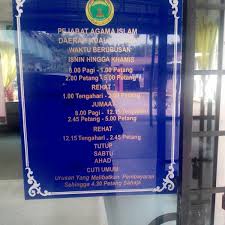 PEJABAT AGAMA ISLAM
DAERAH KUALA
WAKTU BERURUSAN
ISNIN HINGGA KHAMIS
8.00 Pagi - 1.00 Petang
2.00 Petang - 5.00 Petang
REHAT
1.00 Tengahari - 2.00 Petang
JUMAAT
8.00 Pagi - 12.15 Tengahari
2.45 Petang - 5.00 Petang
REHAT
12.15 Tengahari - 2.45 Petang
TUTUP
SABTU
AHAD
CUTI UMUM
Urusan Yang Melibatkan Pembayaran
Sehingga 4.30 Petang Sahaja